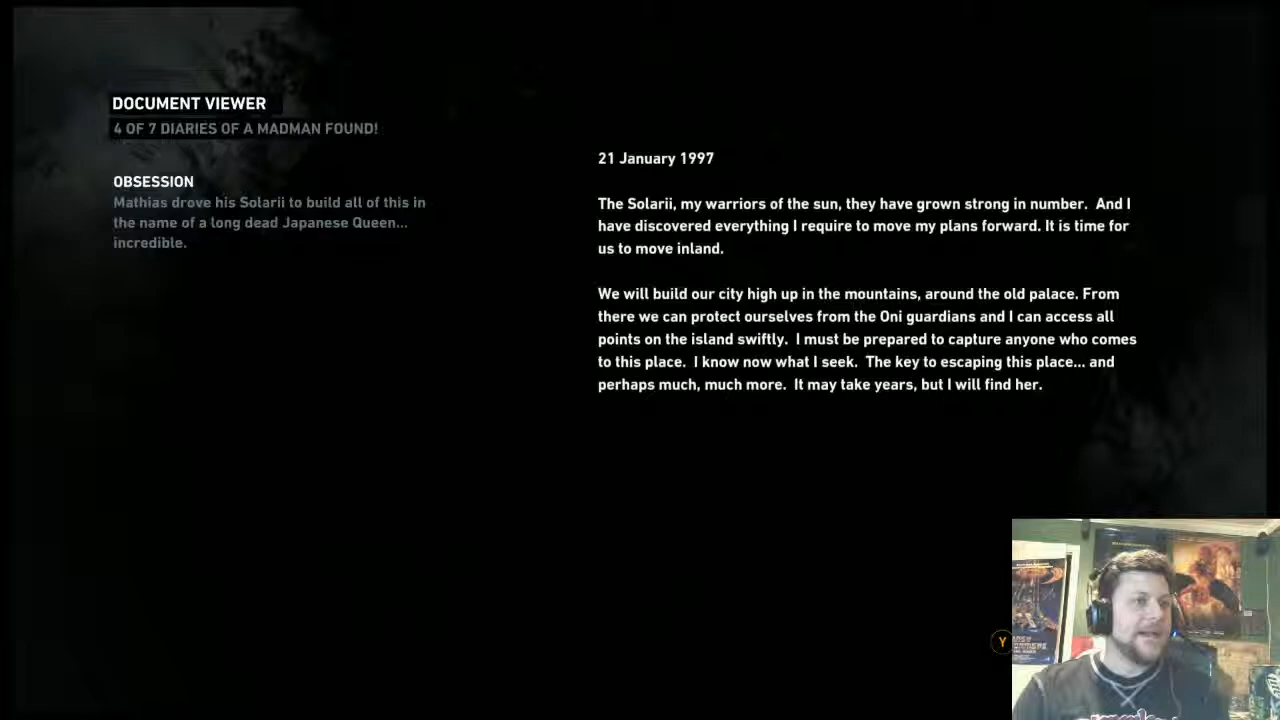 DOCUMENT VIEWER
4 OF 7 DIARIES OF A MADMAN FOUND!
OBSESSION
Mathias drove his Solarii to build all of this in
the name of a long dead Japanese Queen...
incredible.
21 January 1997
The Solarii, my warriors of the sun, they have grown strong in number. And I
have discovered everything I require to move my plans forward. It is time for
us to move inland.
We will build our city high up in the mountains, around the old palace. From
there we can protect ourselves from the Oni guardians and I can access all
points on the island swiftly. I must be prepared to capture anyone who comes
to this place. I know now what I seek. The key to escaping this place... and
perhaps much, much more. It may take years, but I will find her.
Y